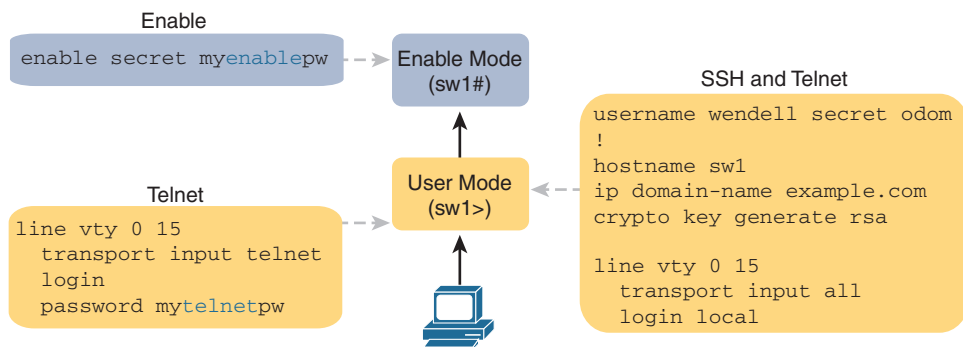 Enable
enable secret myenablepw
Enable Mode
(sw1#)
SSH and Telnet
username wendell secret odom
!
hostname sw1
ip domain-name example.com
crypto key generate rsa
line vty 0 15
transport input all
login local
User Mode
(sw1>)
Telnet
line vty 0 15
transport input telnet
login
password mytelnetpw